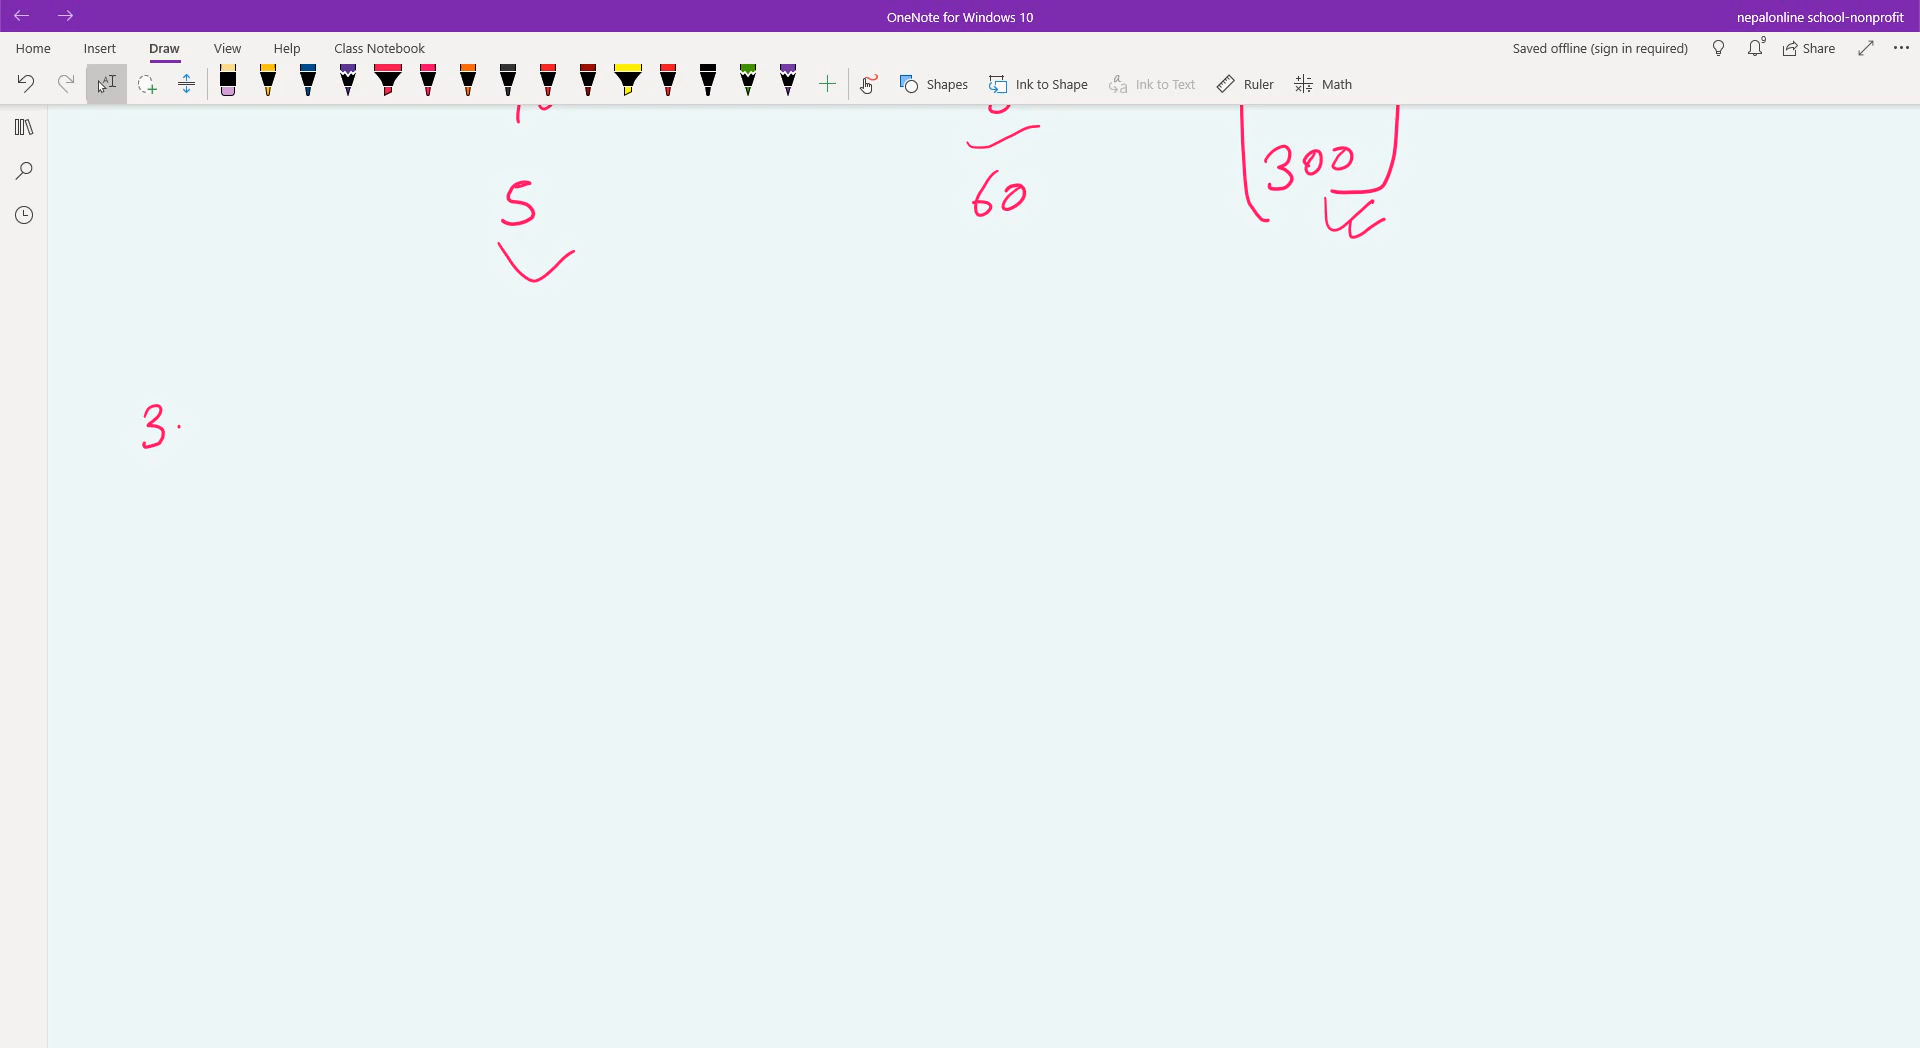 OneNote for Windows 10
nepalonline school-nonprofit
Home Insert Draw View Help Class Notebook
Saved offline (sign in required) 9 Share
Shapes Ink to Shape Ink to Text Ruler Math
300
5
60
3.